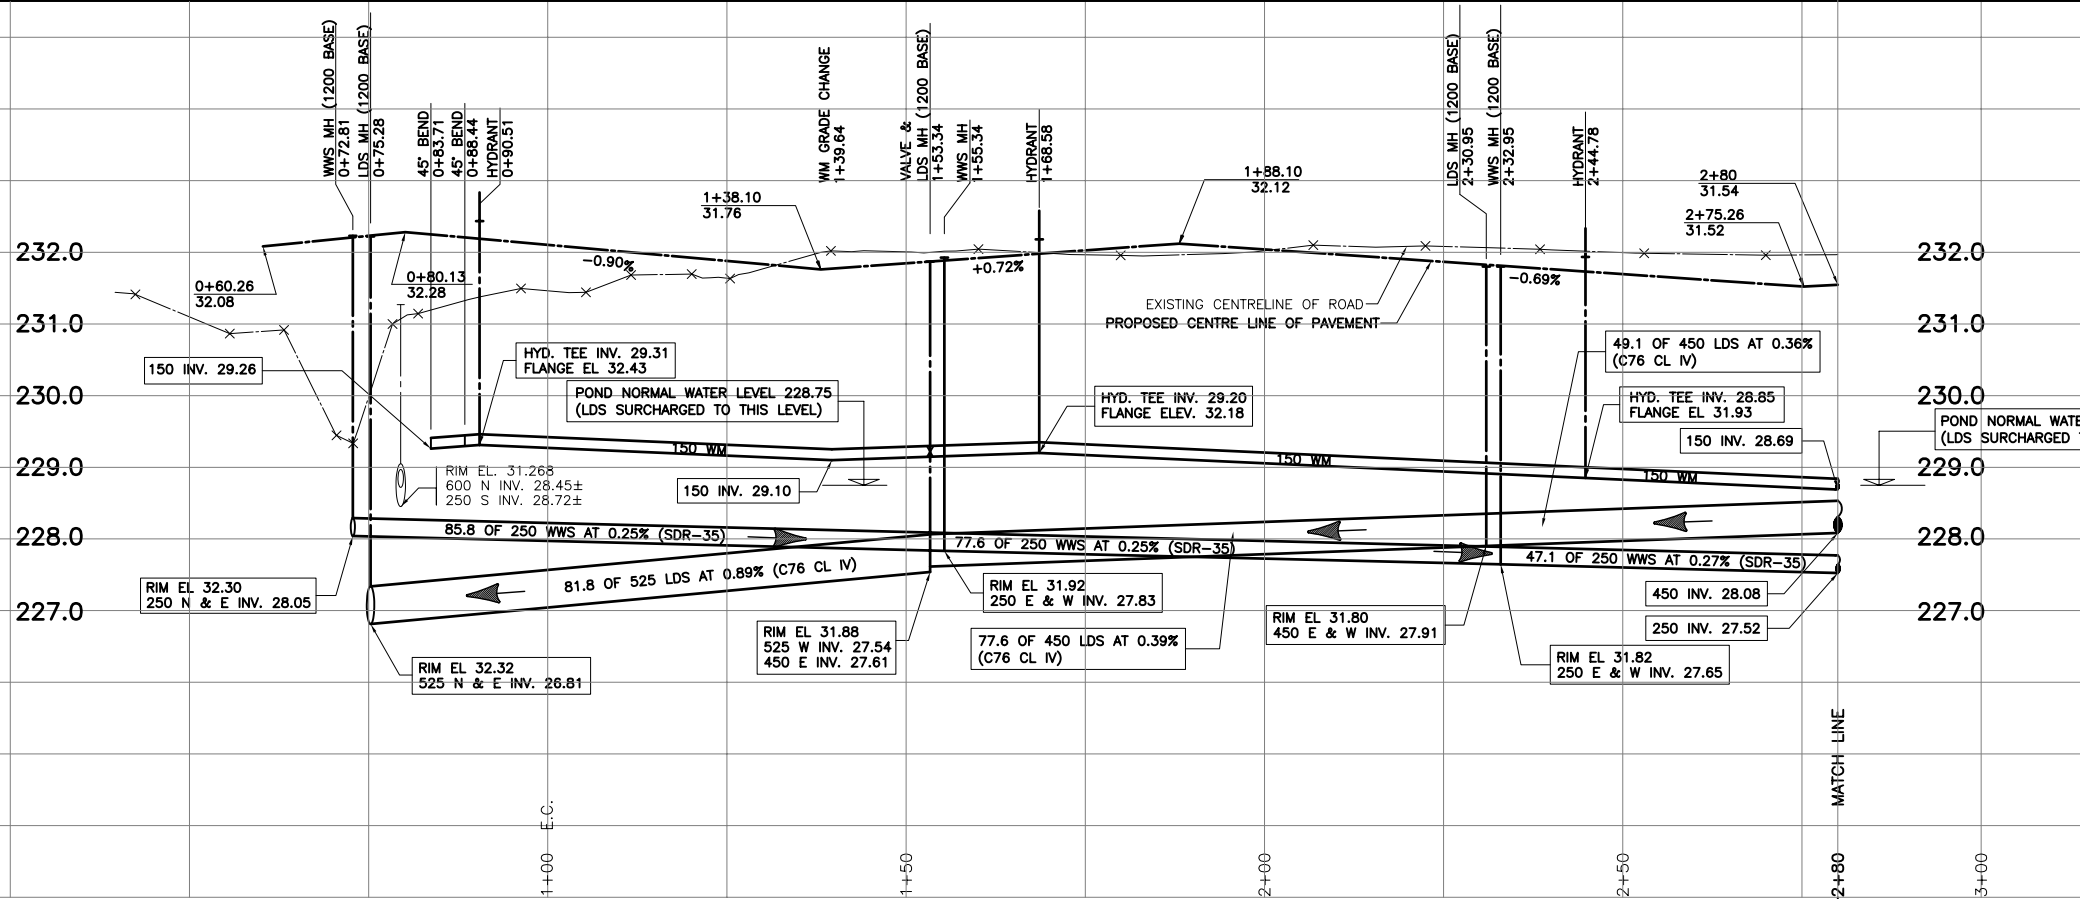 WWS MH (1200 BASE)
0+72.81
LDS MH (1200 BASE)
0+75.28
45° BEND
0+83.71
45° BEND
0+88.44
HYDRANT
0+90.51
WM GRADE CHANGE
1+39.64
VALVE &
LDS MH (1200 BASE)
1+53.34
WWS MH
1+55.34
HYDRANT
1+68.58
LDS MH (1200 BASE)
2+30.95
WWS MH (1200 BASE)
2+32.95
HYDRANT
2+44.78
1+38.10
31.76
1+88.10
32.12
2+80
31.54
2+75.26
31.52
232.0
232.0
-0.90%
+0.72%
-0.69%
0+60.26
32.08
0+80.13
32.28
EXISTING CENTRELINE OF ROAD
PROPOSED CENTRE LINE OF PAVEMENT
231.0
231.0
150 INV. 29.26
HYD. TEE INV. 29.31
FLANGE EL 32.43
POND NORMAL WATER LEVEL 228.75
(LDS SURCHARGED TO THIS LEVEL)
HYD. TEE INV. 29.20
FLANGE ELEV. 32.18
49.1 OF 450 LDS AT 0.36%
(C76 CL IV)
HYD. TEE INV. 28.85
FLANGE EL 31.93
230.0
230.0
150 INV. 28.69
POND NORMAL WATE
(LDS SURCHARGED
150 WM
150 WM
150 WM
229.0
229.0
RIM EL. 31.268
600 N INV. 28.45±
250 S INV. 28.72±
150 INV. 29.10
228.0
228.0
85.8 OF 250 WWS AT 0.25% (SDR-35)
77.6 OF 250 WWS AT 0.25% (SDR-35)
47.1 OF 250 WWS AT 0.27% (SDR-35)
81.8 OF 525 LDS AT 0.89% (C76 CL IV)
RIM EL 32.30
250 N & E INV. 28.05
RIM EL 31.92
250 E & W INV. 27.83
450 INV. 28.08
227.0
227.0
RIM EL 31.88
525 W INV. 27.54
450 E INV. 27.61
77.6 OF 450 LDS AT 0.39%
(C76 CL IV)
RIM EL 31.80
450 E & W INV. 27.91
250 INV. 27.52
RIM EL 32.32
525 N & E INV. 26.81
RIM EL 31.82
250 E & W INV. 27.65
MATCH LINE
E.C.
1+00
1+50
2+00
2+50
2+80
3+00